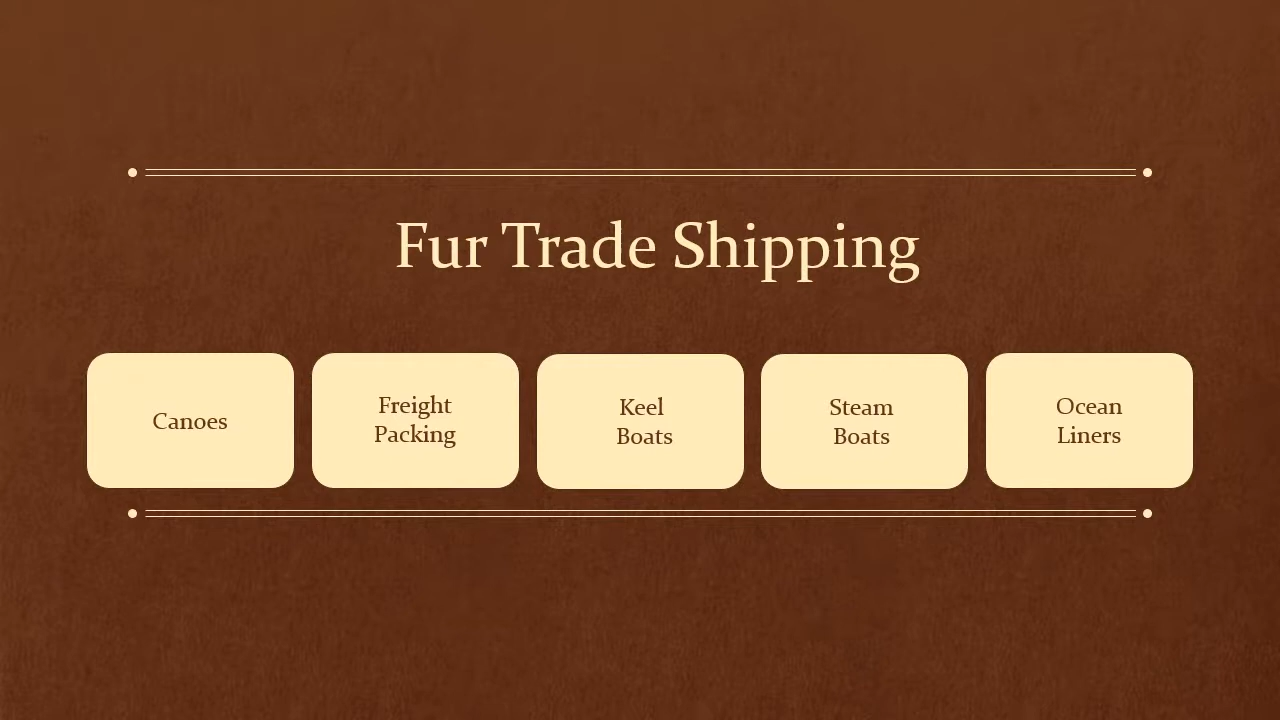 Fur Trade Shipping
Canoes
Freight
Packing
Keel
Boats
Steam
Boats
Ocean
Liners